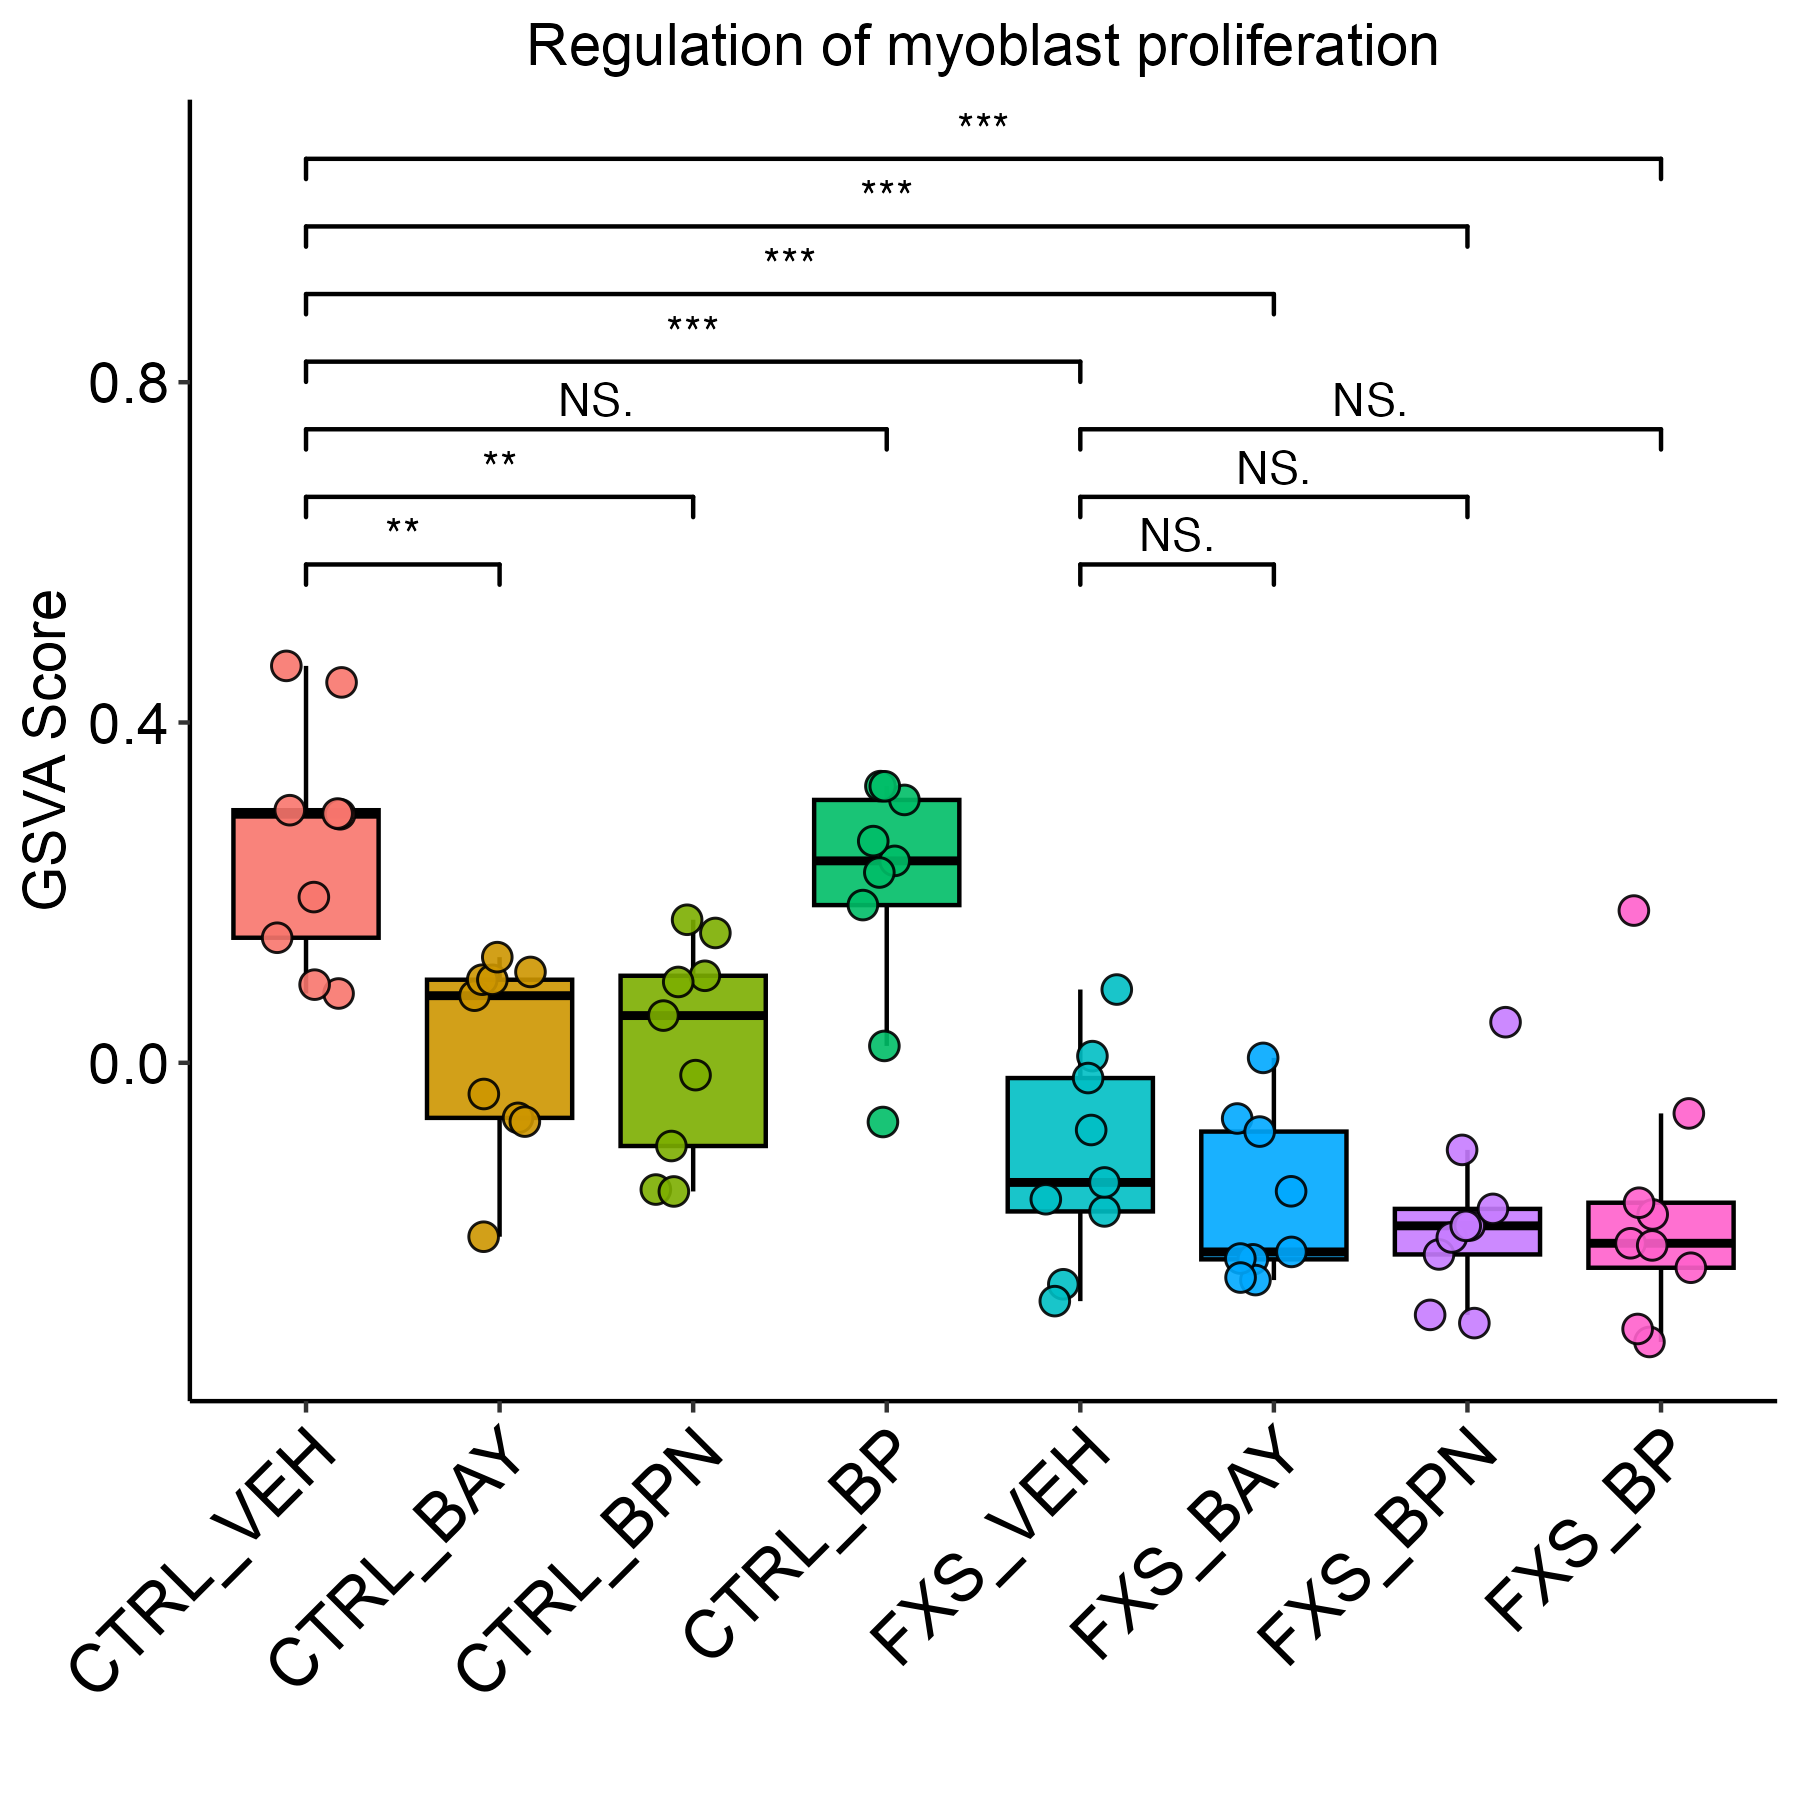 Regulation of myoblast proliferation
***
***
***
***
NS.
NS.
**
NS.
**
NS.
GSVA Score
0.8
0.4
0.0
CTRL_VEH
CTRL_BAY
CTRL_BPN
CTRL_BP
FXS_VEH
FXS_BAY
FXS_BPN
FXS_BP